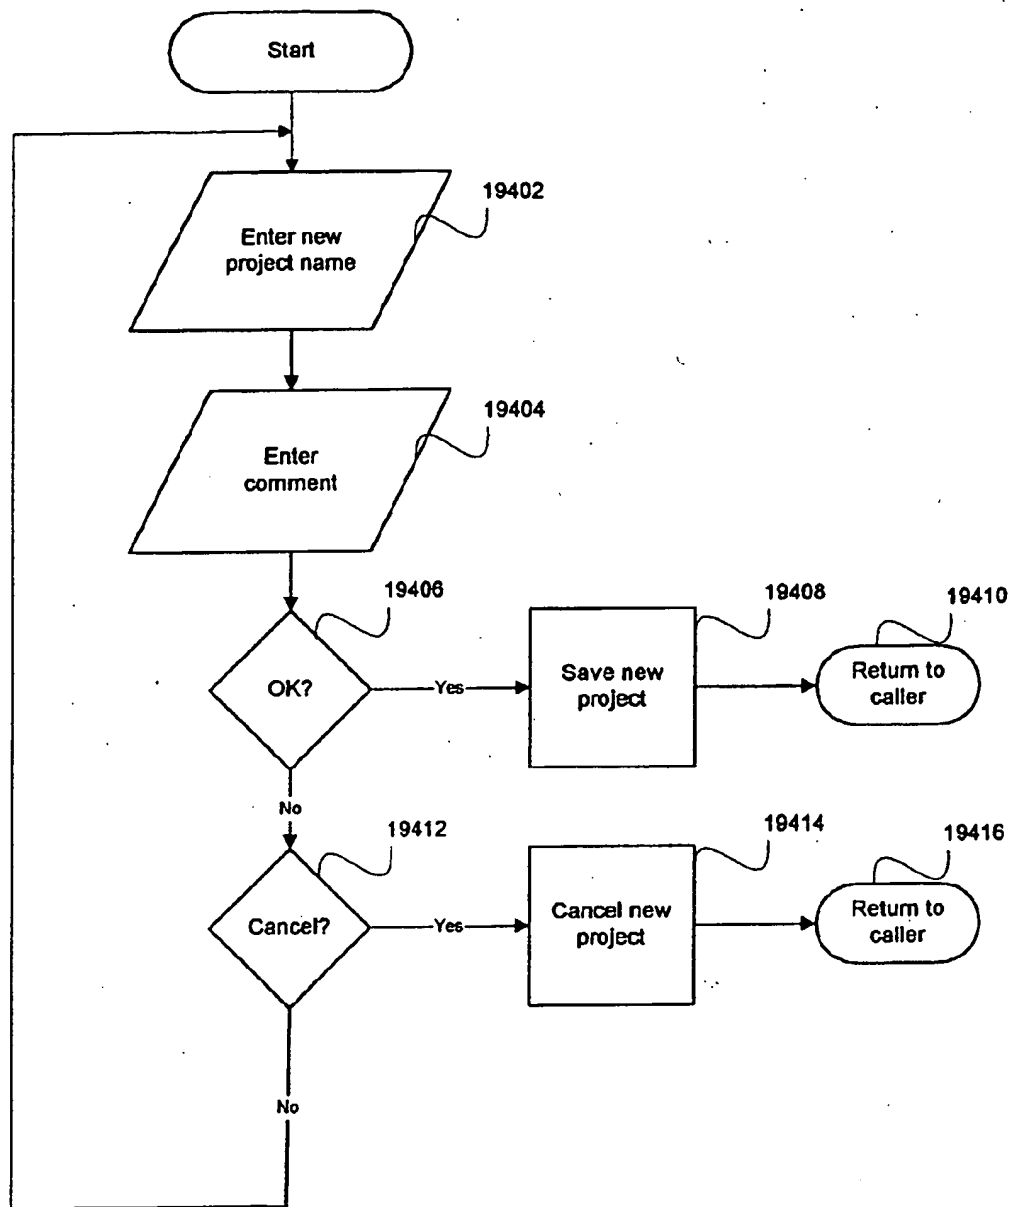 Start
19402
Enter new
project name
19404
Enter
comment
19406
19408
19410
OK?
Yes
Save new
project
Return to
caller
No
19412
19414
19416
Cancel?
Yes
Cancel new
project
Return to
caller
No